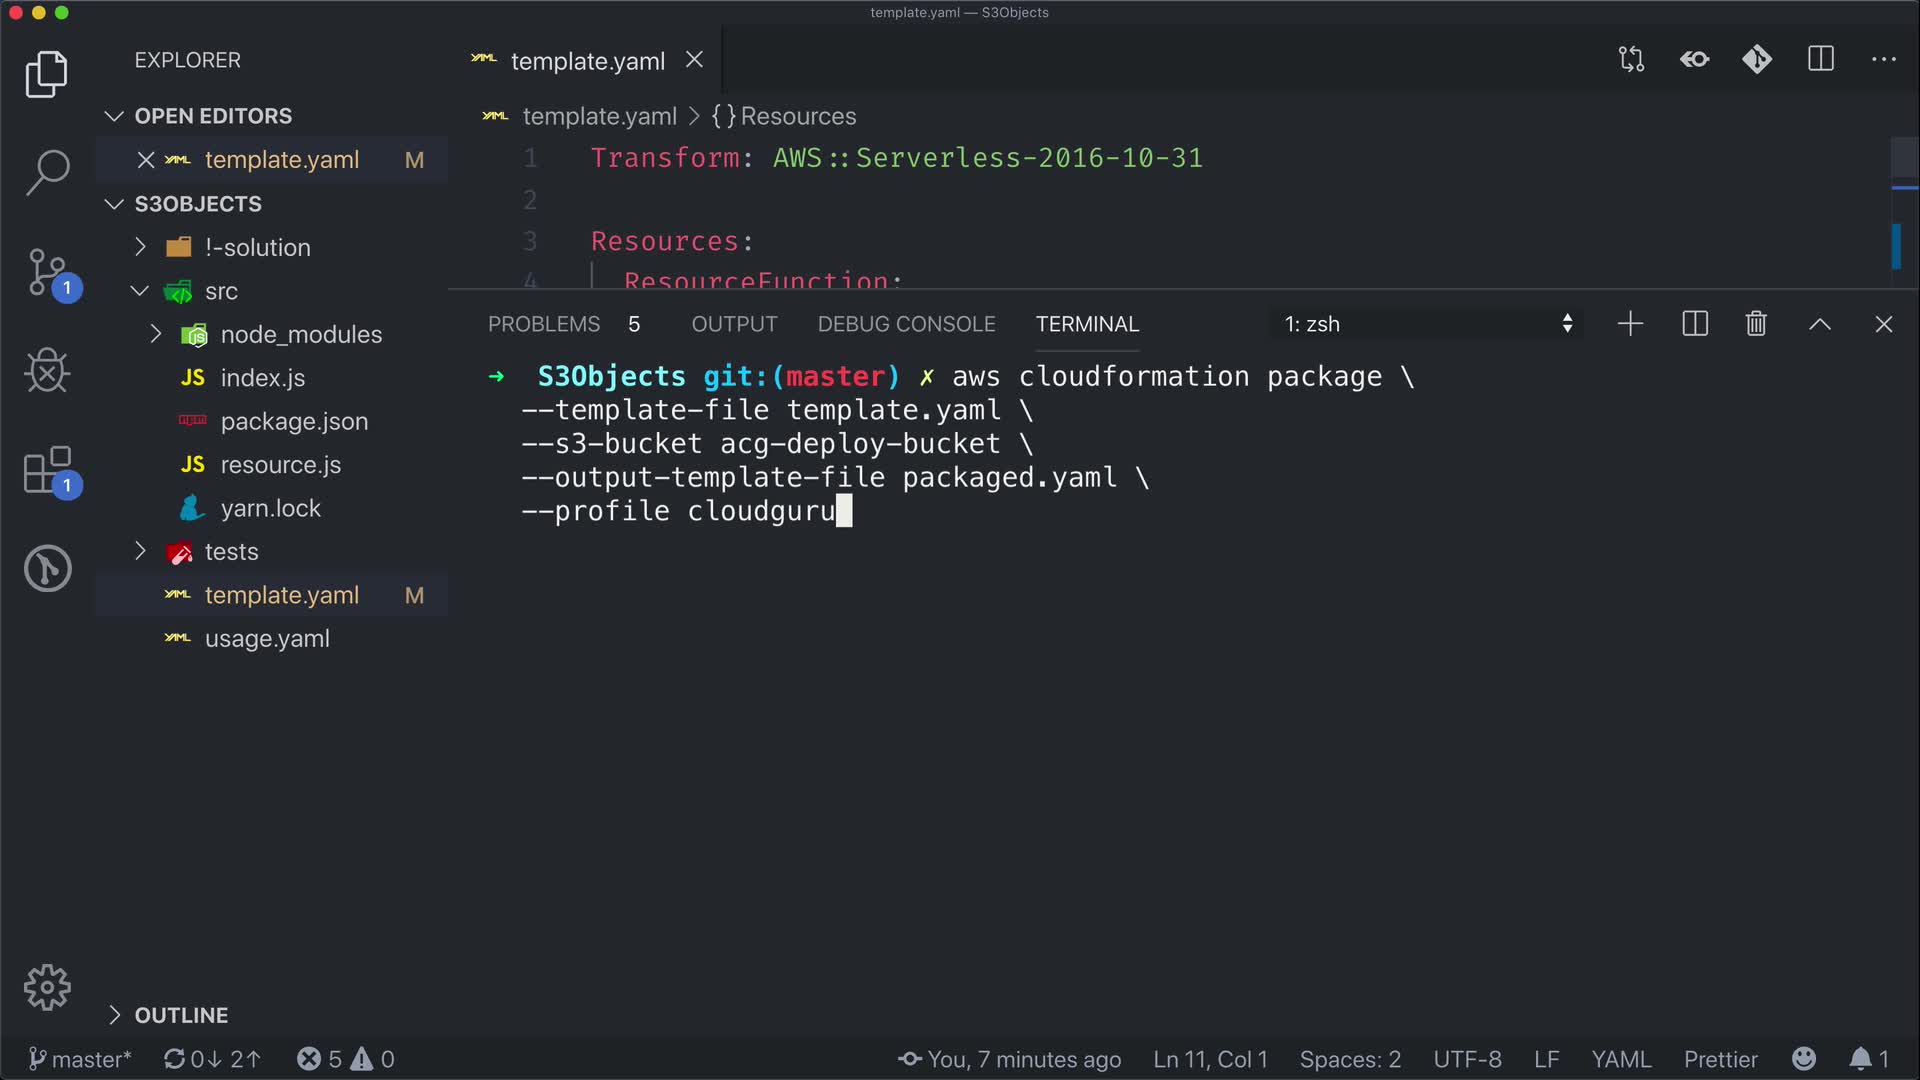 template.yaml — S3Objects
EXPLORER
template.yaml
OPEN EDITORS
template.yaml > {} Resources
template.yaml M
1 Transform: AWS::Serverless-2016-10-31
S3OBJECTS
2
!-solution
3 Resources:
src
4 ResourceFunction:
PROBLEMS 5 OUTPUT DEBUG CONSOLE TERMINAL 1: zsh
node_modules
index.js
package.json
resource.js
yarn.lock
tests
template.yaml M
usage.yaml
→ S3Objects git:(master) ✗ aws cloudformation package \
--template-file template.yaml \
--s3-bucket acg-deploy-bucket \
--output-template-file packaged.yaml \
--profile cloudguru
1
1
OUTLINE
master* 0↓ 2↑ 5 0 You, 7 minutes ago Ln 11, Col 1 Spaces: 2 UTF-8 LF YAML Prettier 1